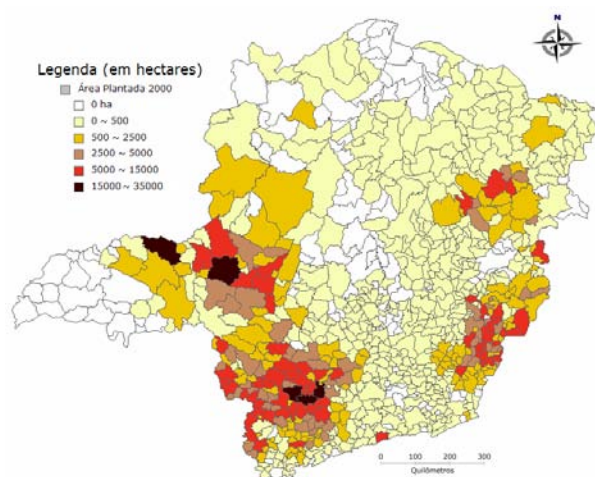 N
Legenda (em hectares)
Área Plantada 2000
0 ha
0 ~ 500
500 ~ 2500
2500 ~ 5000
5000 ~ 15000
15000 ~ 35000
0 100 200 300
Quilômetros